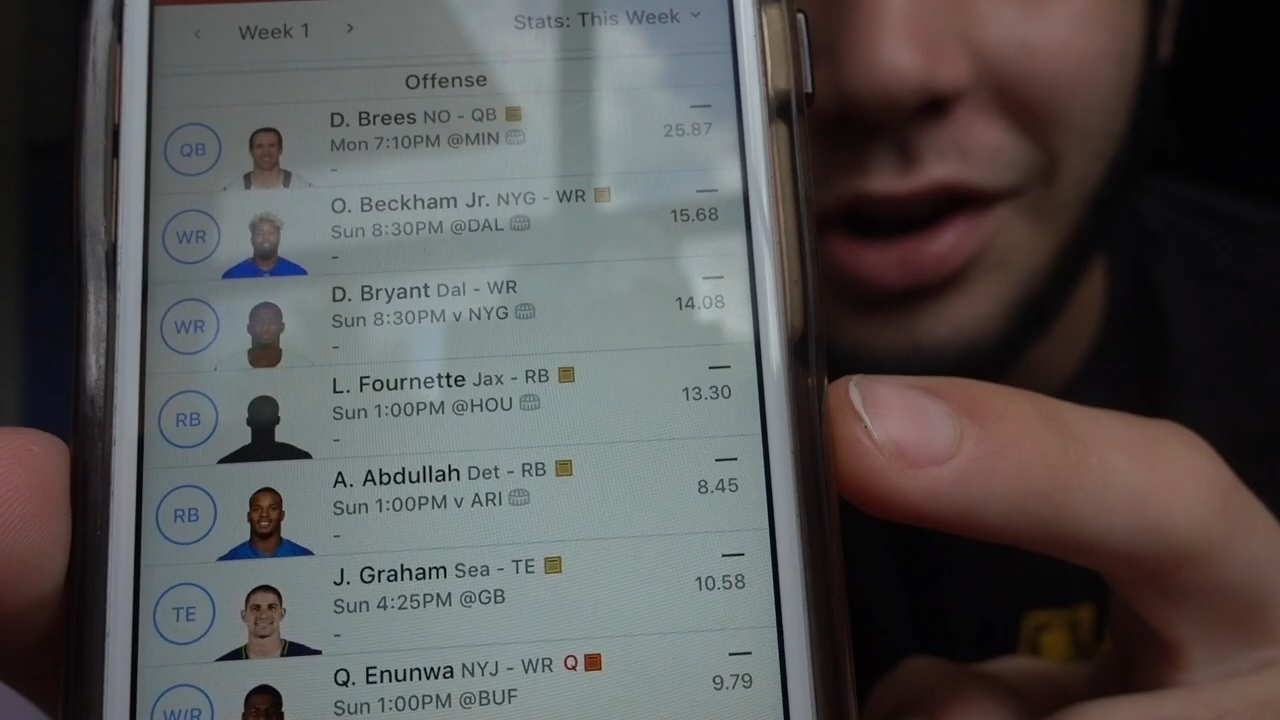 < Week 1 > Stats: This Week
Offense
QB D. Brees NO - QB —
Mon 7:10PM @MIN 25.87
-
WR O. Beckham Jr. NYG - WR —
Sun 8:30PM @DAL 15.68
-
WR D. Bryant Dal - WR —
Sun 8:30PM v NYG 14.08
-
RB L. Fournette Jax - RB —
Sun 1:00PM @HOU 13.30
-
RB A. Abdullah Det - RB —
Sun 1:00PM v ARI 8.45
-
TE J. Graham Sea - TE —
Sun 4:25PM @GB 10.58
-
W/R Q. Enunwa NYJ - WR Q —
Sun 1:00PM @BUF 9.79